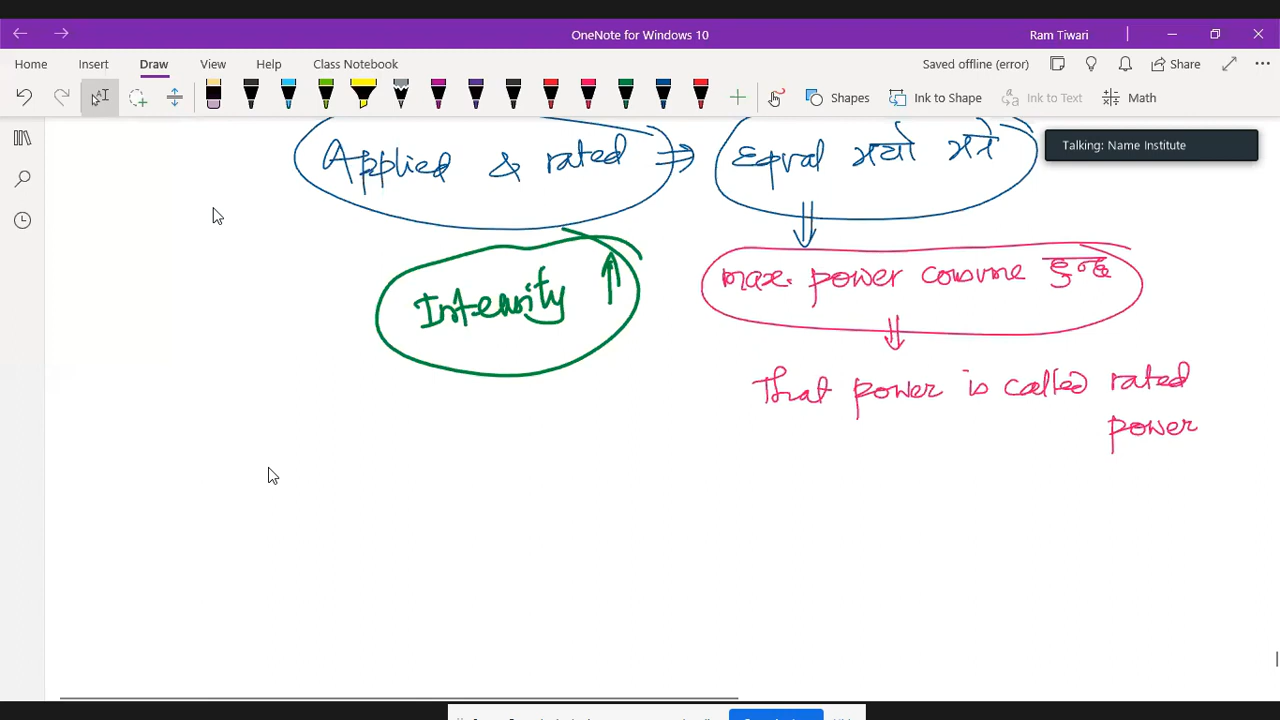 OneNote for Windows 10
Ram Tiwari
Home Insert Draw View Help Class Notebook
Saved offline (error) Share
Shapes Ink to Shape Ink to Text Math
Talking: Name Institute
Applied & rated ⇒ Equal भयो भने
⇓
Intensity ↑
max. power consume हुन्छ
⇓
That power is called rated
power